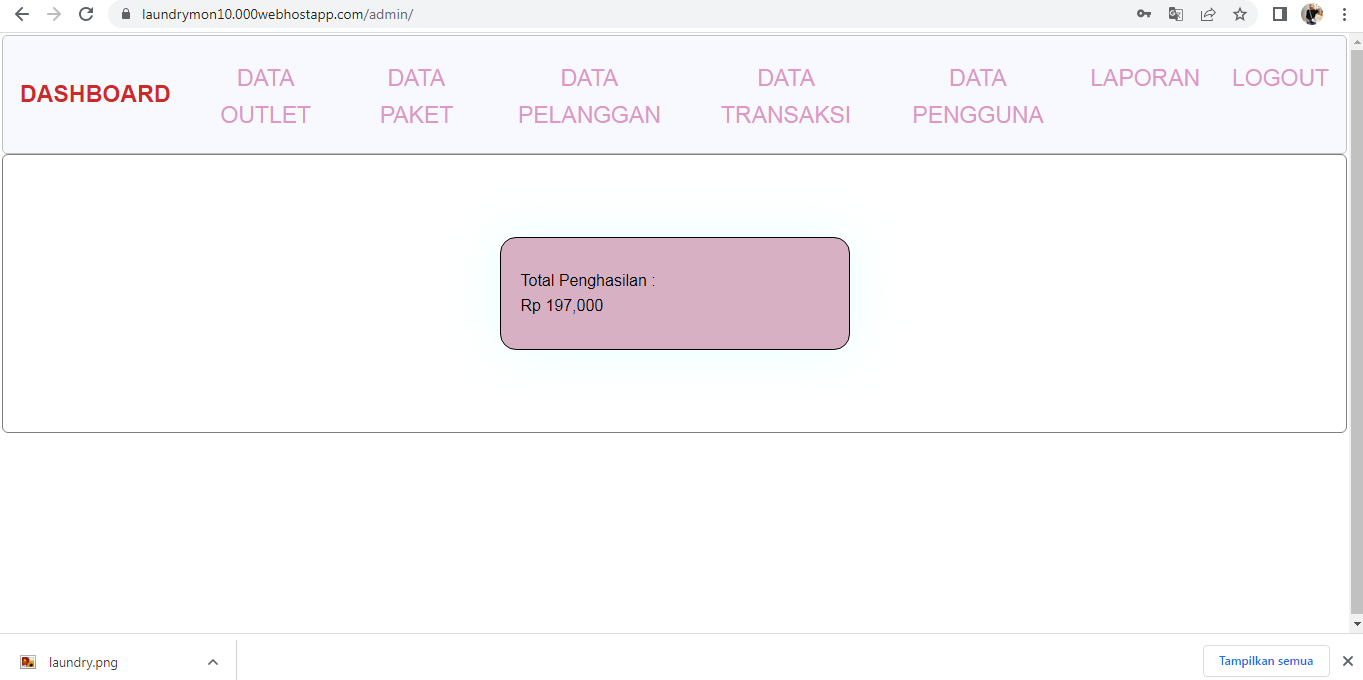 laundrymon10.000webhostapp.com/admin/
DASHBOARD
DATA
OUTLET
DATA
PAKET
DATA
PELANGGAN
DATA
TRANSAKSI
DATA
PENGGUNA
LAPORAN
LOGOUT
Total Penghasilan :
Rp 197,000
laundry.png
Tampilkan semua